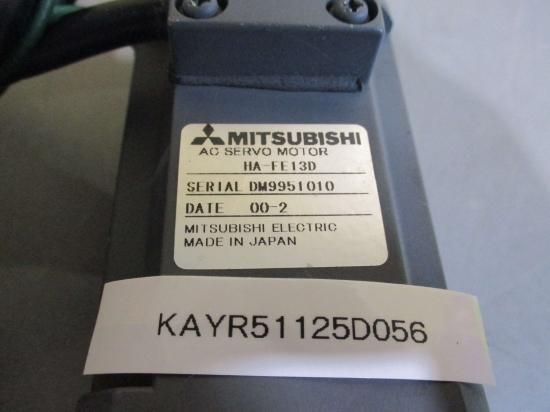 MITSUBISHI
AC SERVO MOTOR
HA-FE13D
SERIAL DM9951010
DATE 00-2
MITSUBISHI ELECTRIC
MADE IN JAPAN
KAYR51125D056